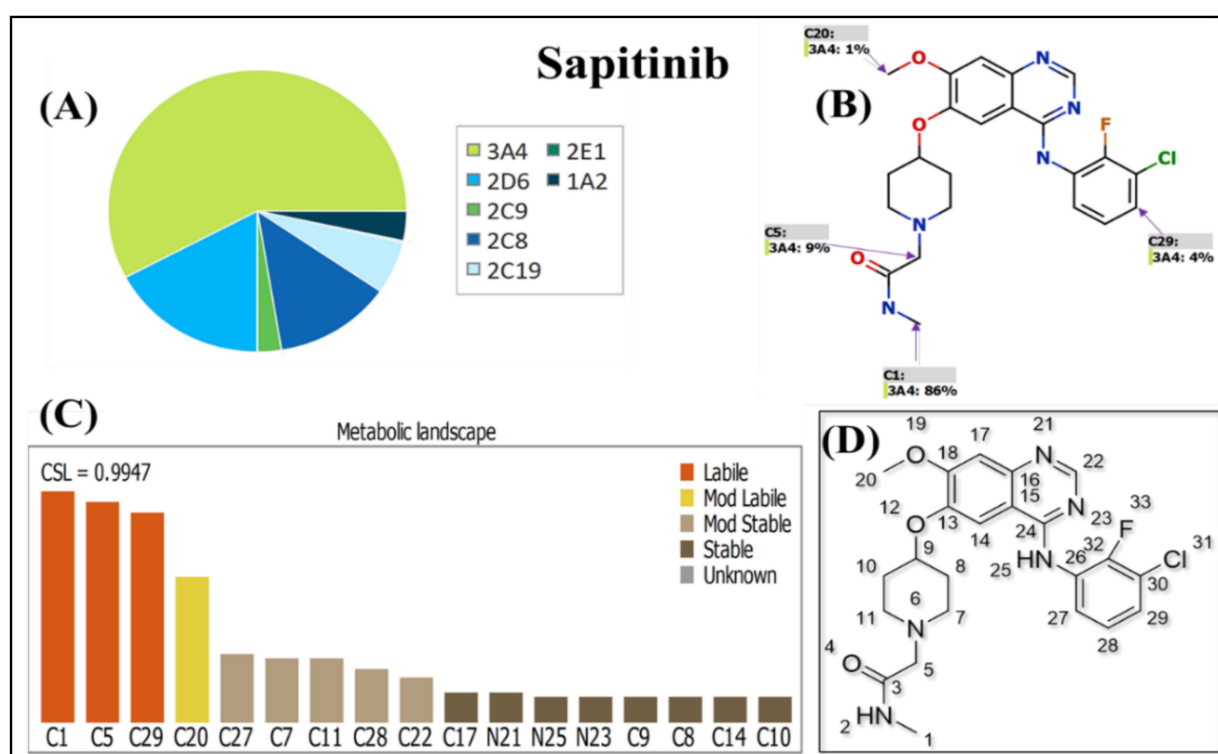 Sapitinib
(A)
3A4 2E1
2D6 1A2
2C9
2C8
2C19
(B)
C20:
3A4: 1%
O
N
N
O
F
Cl
N
N
C5:
3A4: 9%
O
N
C29:
3A4: 4%
C1:
3A4: 86%
(C)
Metabolic landscape
CSL = 0.9947
Labile
Mod Labile
Mod Stable
Stable
Unknown
C1 C5 C29 C20 C27 C7 C11 C28 C22 C17 N21 N25 N23 C9 C8 C14 C10
(D)
19 17 21
O 18 N 22
20 16
15 33
12 N
O 13 24 23 F 31
14 32 Cl
9 26
10 8 HN 30
25
6
11 7 27 29
N 28
4
O 5
3
2 HN
1